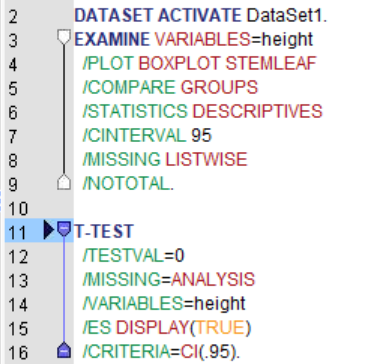 2 DATASET ACTIVATE DataSet1.
3 EXAMINE VARIABLES=height
4 /PLOT BOXPLOT STEMLEAF
5 /COMPARE GROUPS
6 /STATISTICS DESCRIPTIVES
7 /CINTERVAL 95
8 /MISSING LISTWISE
9 /NOTOTAL.
10
11 T-TEST
12 /TESTVAL=0
13 /MISSING=ANALYSIS
14 /VARIABLES=height
15 /ES DISPLAY(TRUE)
16 /CRITERIA=CI(.95).